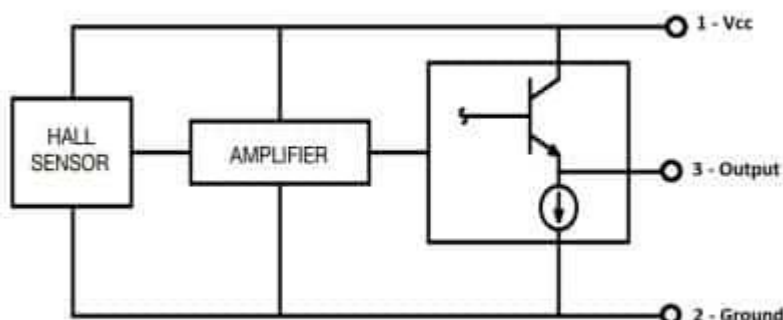 1 - Vcc
HALL
SENSOR
AMPLIFIER
3 - Output
2 - Ground